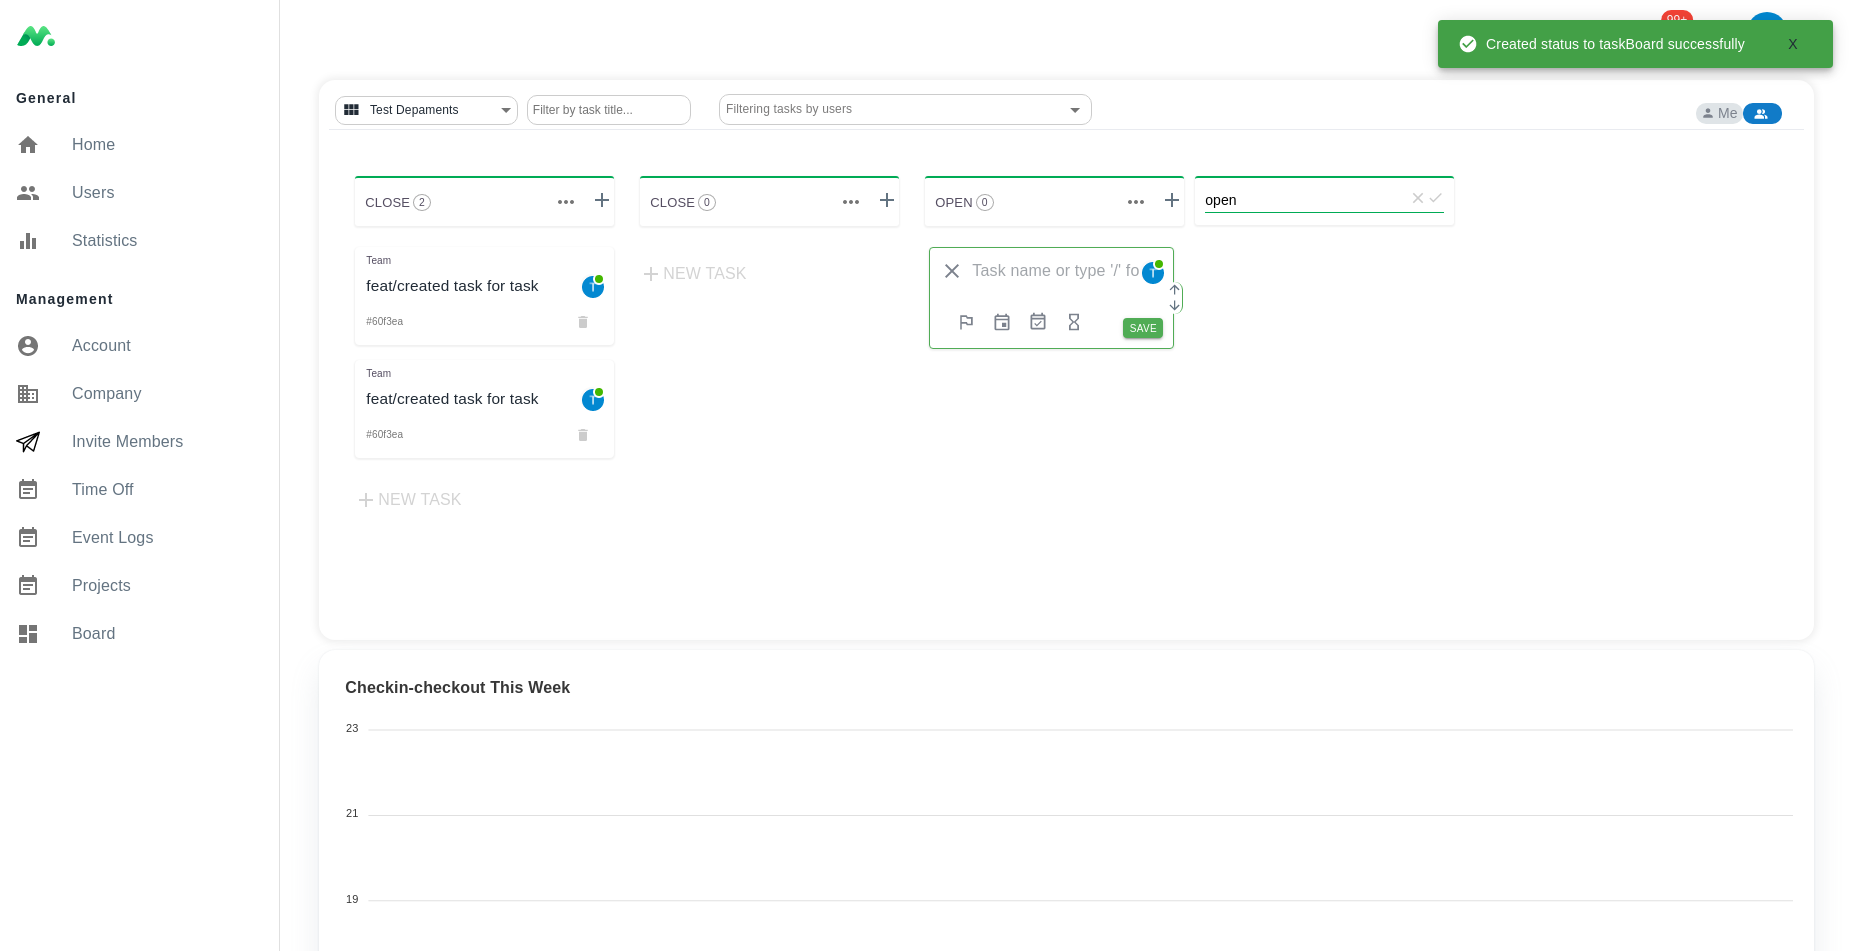 General
Home
Users
Statistics
Management
Account
Company
Invite Members
Time Off
Event Logs
Projects
Board
Created status to taskBoard successfully X
Test Depaments
Filter by task title...
Filtering tasks by users
Me
CLOSE 2
Team
feat/created task for task
T
#60f3ea
Team
feat/created task for task
T
#60f3ea
NEW TASK
CLOSE 0
NEW TASK
OPEN 0
Task name or type '/' fo
T
SAVE
open
Checkin-checkout This Week
23
21
19